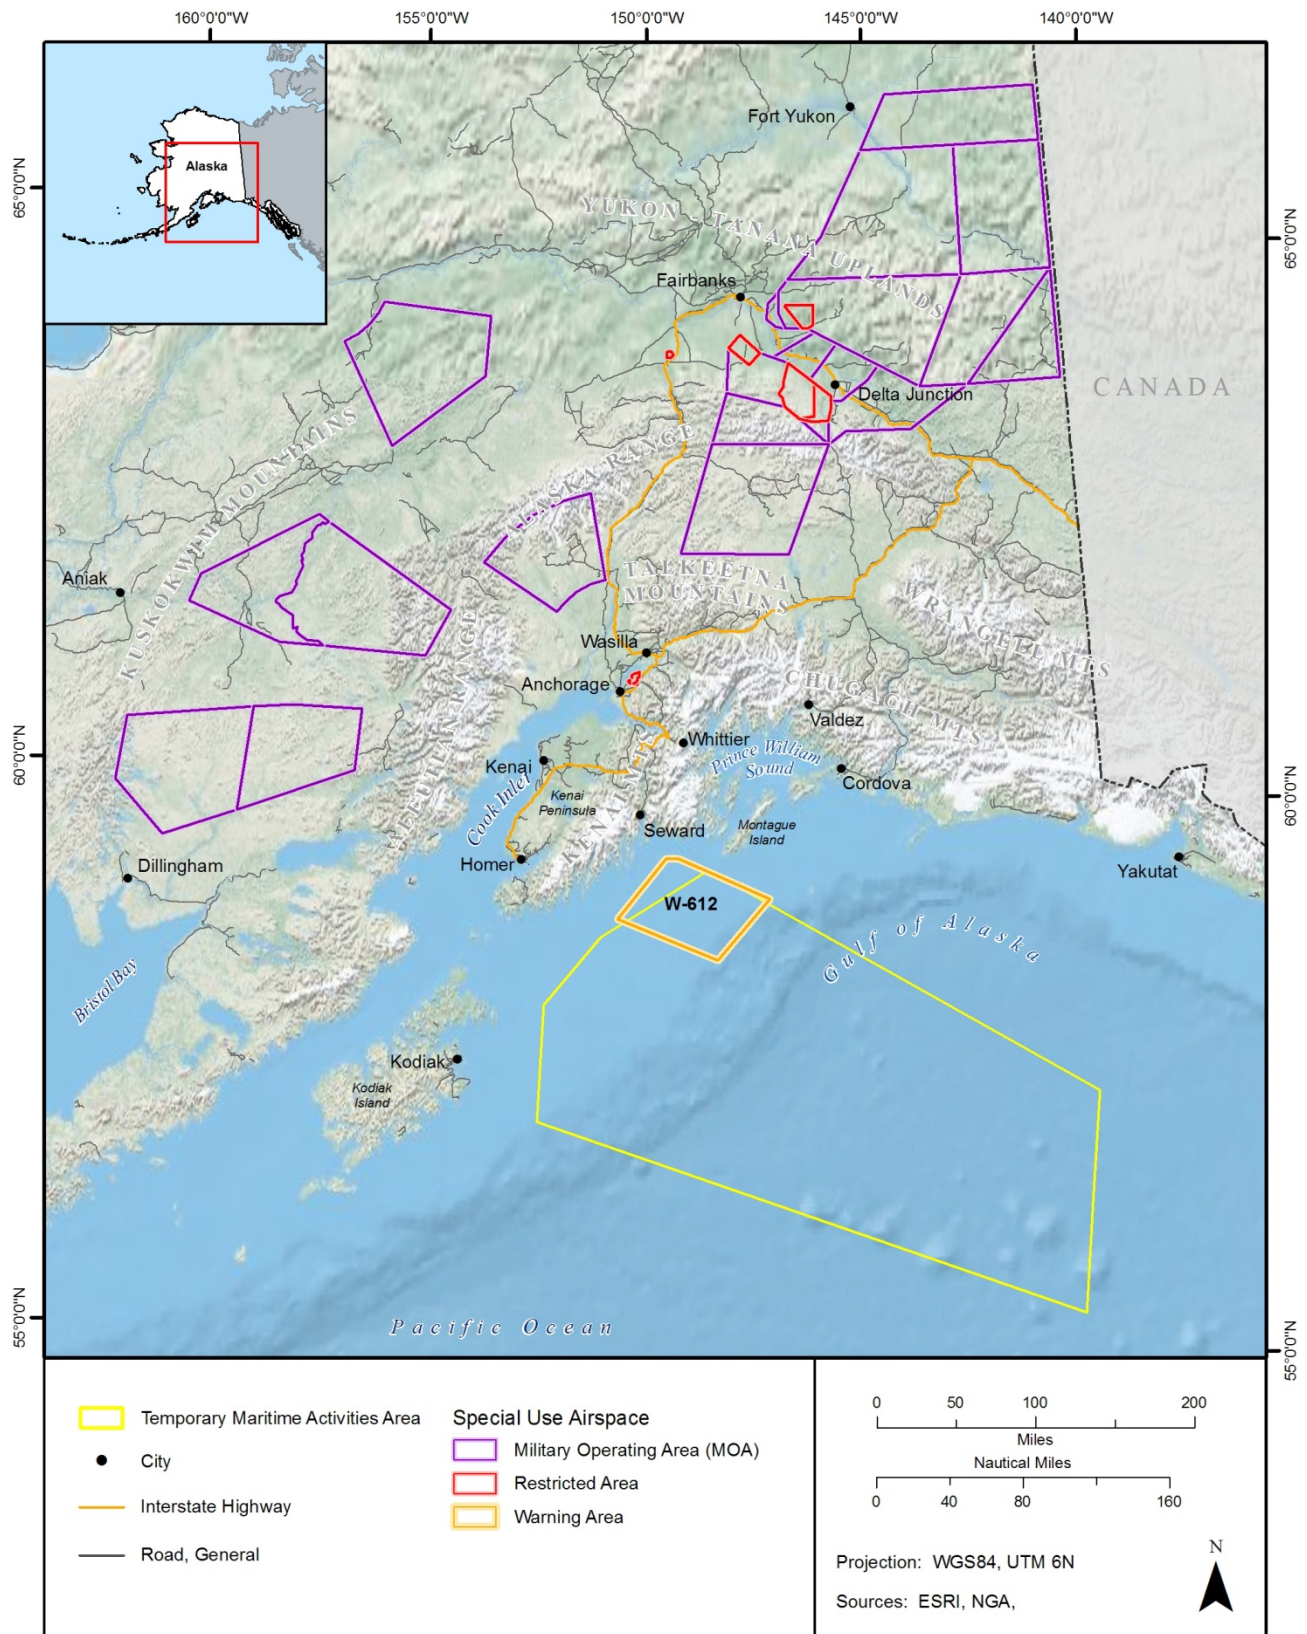 160°0'0"W
155°0'0"W
150°0'0"W
145°0'0"W
140°0'0"W
Alaska
Fort Yukon
65°0'0"N
65°0'0"N
YUKON - TANANA UPLANDS
Fairbanks
CANADA
Delta Junction
KUSKOKWIM MOUNTAINS
ALASKA RANGE
Aniak
TALKEETNA
MOUNTAINS
WRANGELL MTS
Wasilla
ALEUTIAN RANGE
Anchorage
CHUGACH MTS
Valdez
Whittier
Prince William
Sound
60°0'0"N
60°0'0"N
Kenai
Cook Inlet
Kenai
Peninsula
KENAI MTS
Cordova
Seward
Montague
Island
Homer
Dillingham
Yakutat
W-612
Gulf of Alaska
Bristol Bay
Kodiak
Kodiak
Island
55°0'0"N
55°0'0"N
Pacific Ocean
Temporary Maritime Activities Area
City
Interstate Highway
Road, General
Special Use Airspace
Military Operating Area (MOA)
Restricted Area
Warning Area
0 50 100 200
Miles
Nautical Miles
0 40 80 160
Projection: WGS84, UTM 6N
Sources: ESRI, NGA,
N